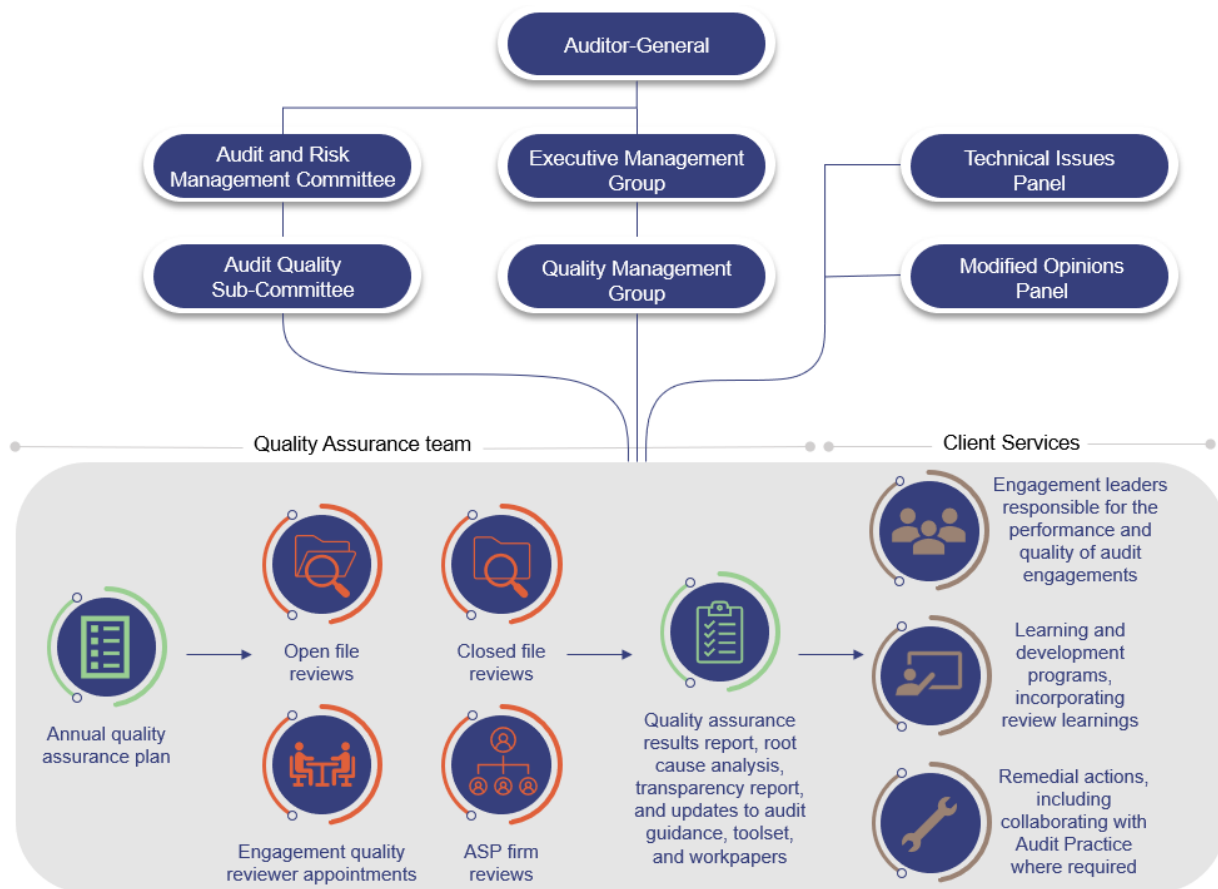 Auditor-General
Audit and Risk
Management Committee
Executive Management
Group
Technical Issues
Panel
Audit Quality
Sub-Committee
Quality Management
Group
Modified Opinions
Panel
Quality Assurance team
Client Services
Annual quality
assurance plan
Open file
reviews
Closed file
reviews
Engagement quality
reviewer appointments
ASP firm
reviews
Quality assurance
results report, root
cause analysis,
transparency report,
and updates to audit
guidance, toolset,
and workpapers
Engagement leaders
responsible for the
performance and
quality of audit
engagements
Learning and
development
programs,
incorporating
review learnings
Remedial actions,
including
collaborating with
Audit Practice
where required